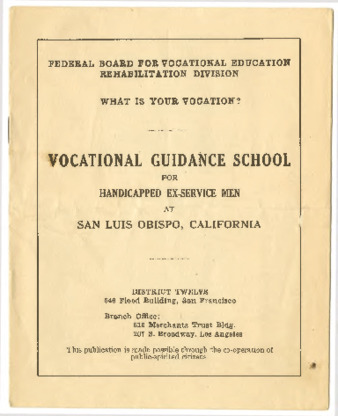 FEDERAL BOARD FOR VOCATIONAL EDUCATION
REHABILITATION DIVISION
WHAT IS YOUR VOCATION?
VOCATIONAL GUIDANCE SCHOOL
FOR
HANDICAPPED EX-SERVICE MEN
AT
SAN LUIS OBISPO, CALIFORNIA
DISTRICT TWELVE
Flood Building, San Francisco
Branch Office:
Merchants Trust Bldg.
207 S. Broadway, Los Angeles
This publication is made possible through the co-operation of
public-spirited citizens